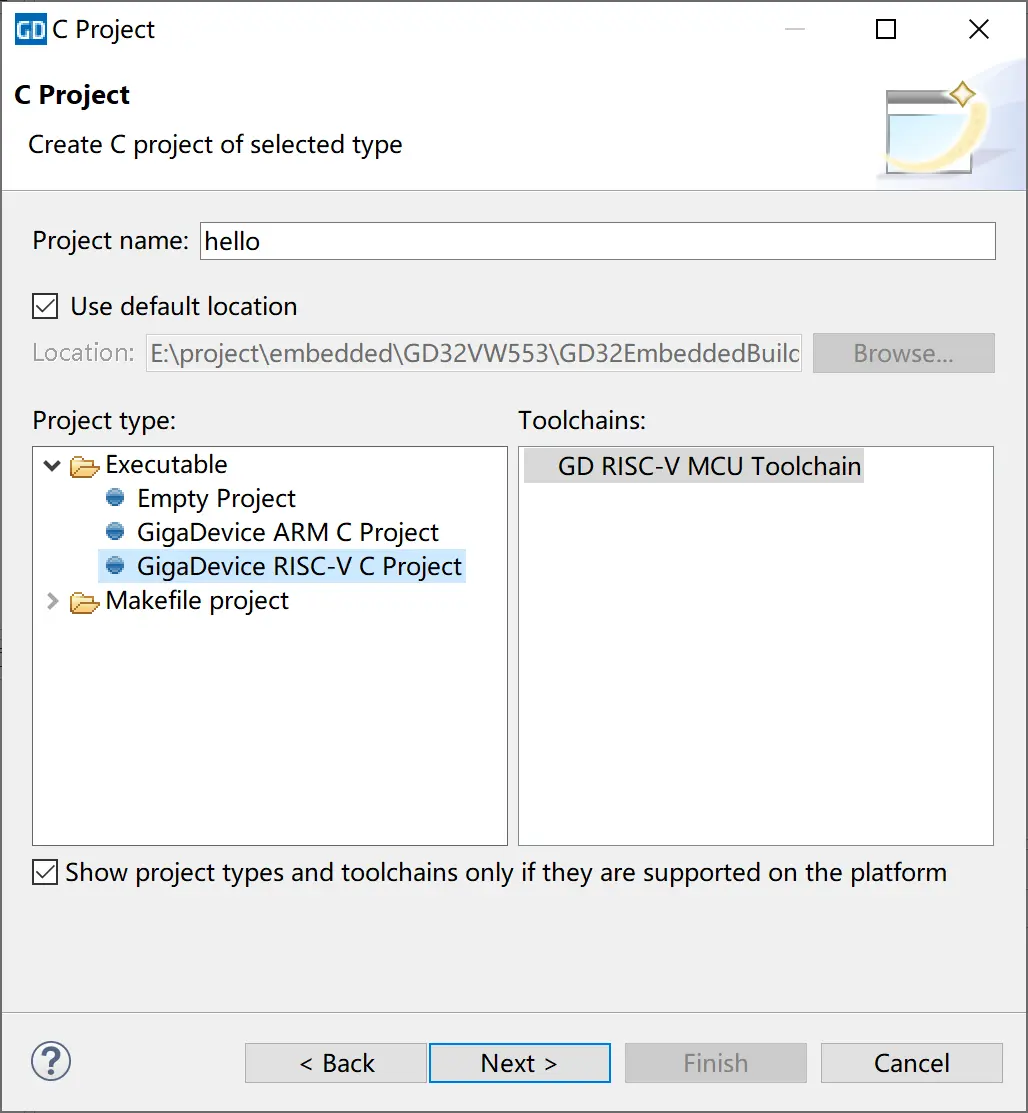 GD C Project
C Project
Create C project of selected type
Project name: hello
Use default location
Location: E:\project\embedded\GD32VW553\GD32EmbeddedBuild
Browse...
Project type:
Toolchains:
Executable
Empty Project
GigaDevice ARM C Project
GigaDevice RISC-V C Project
Makefile project
GD RISC-V MCU Toolchain
Show project types and toolchains only if they are supported on the platform
?
< Back
Next >
Finish
Cancel